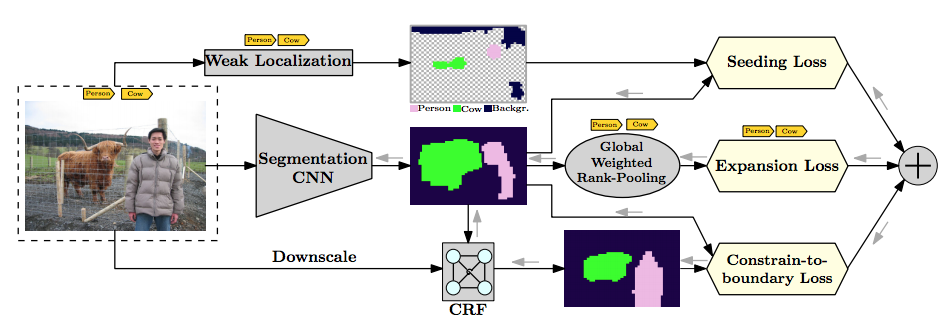 Person Cow
Weak Localization
Person Cow
Person Cow Backgr.
Seeding Loss
Segmentation
CNN
Person Cow
Global
Weighted
Rank-Pooling
Person Cow
Expansion Loss
Downscale
CRF
Constrain-to-
boundary Loss